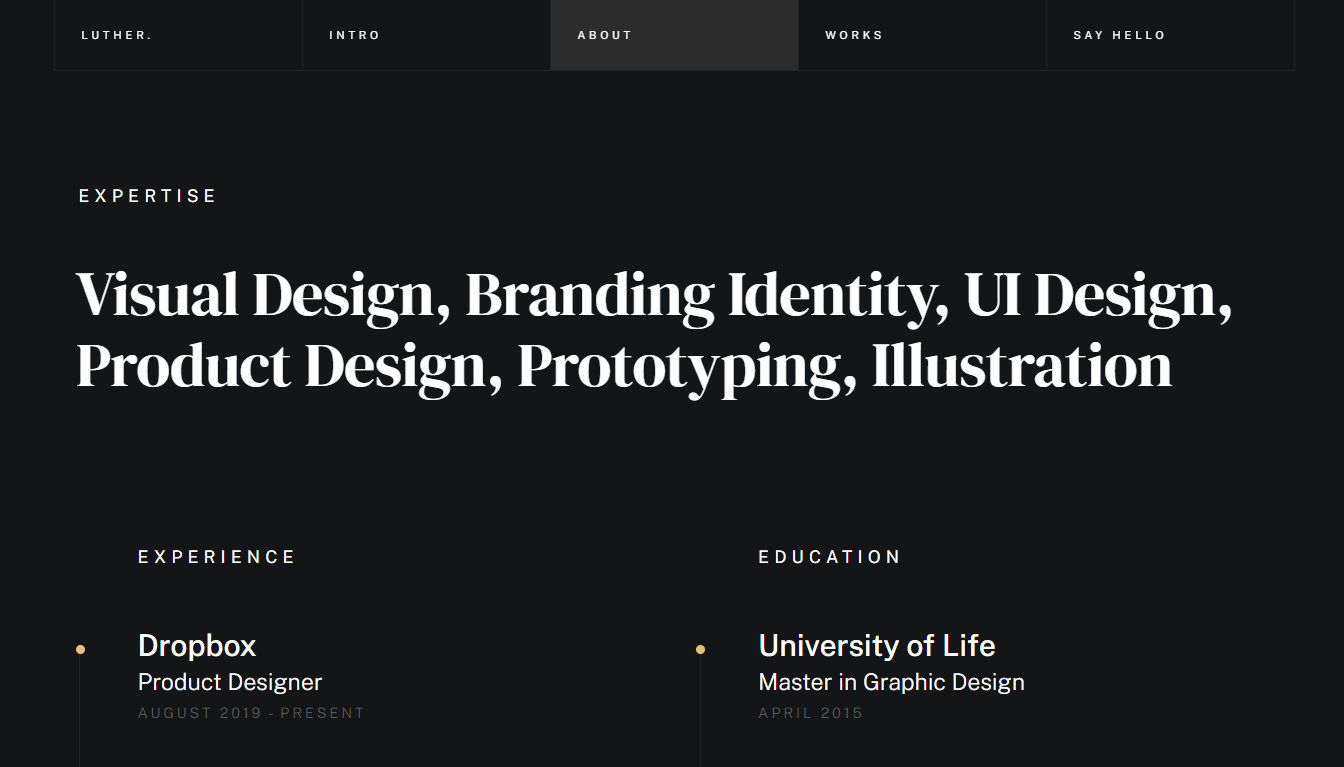 LUTHER.
INTRO
ABOUT
WORKS
SAY HELLO
EXPERTISE
Visual Design, Branding Identity, UI Design,
Product Design, Prototyping, Illustration
EXPERIENCE
Dropbox
Product Designer
AUGUST 2019 - PRESENT
EDUCATION
University of Life
Master in Graphic Design
APRIL 2015